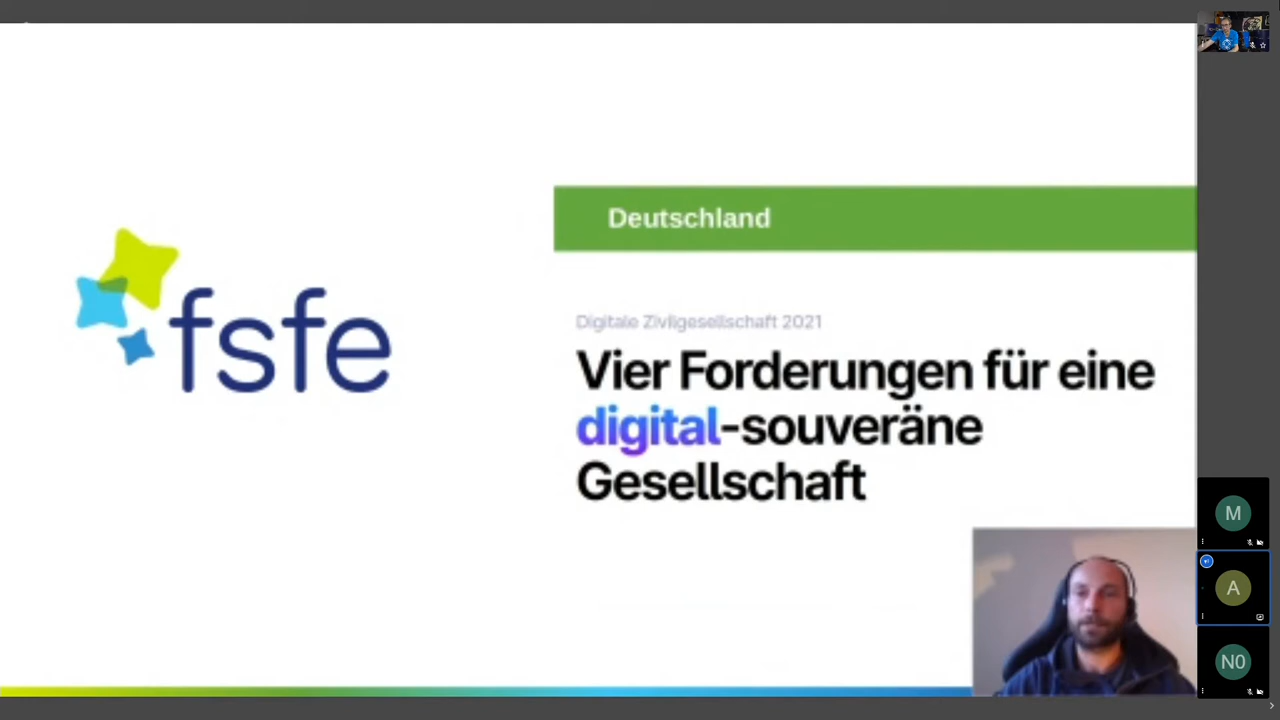 fsfe
Deutschland
Digitale Zivilgesellschaft 2021
Vier Forderungen für eine
digital-souveräne
Gesellschaft
M
A
N0